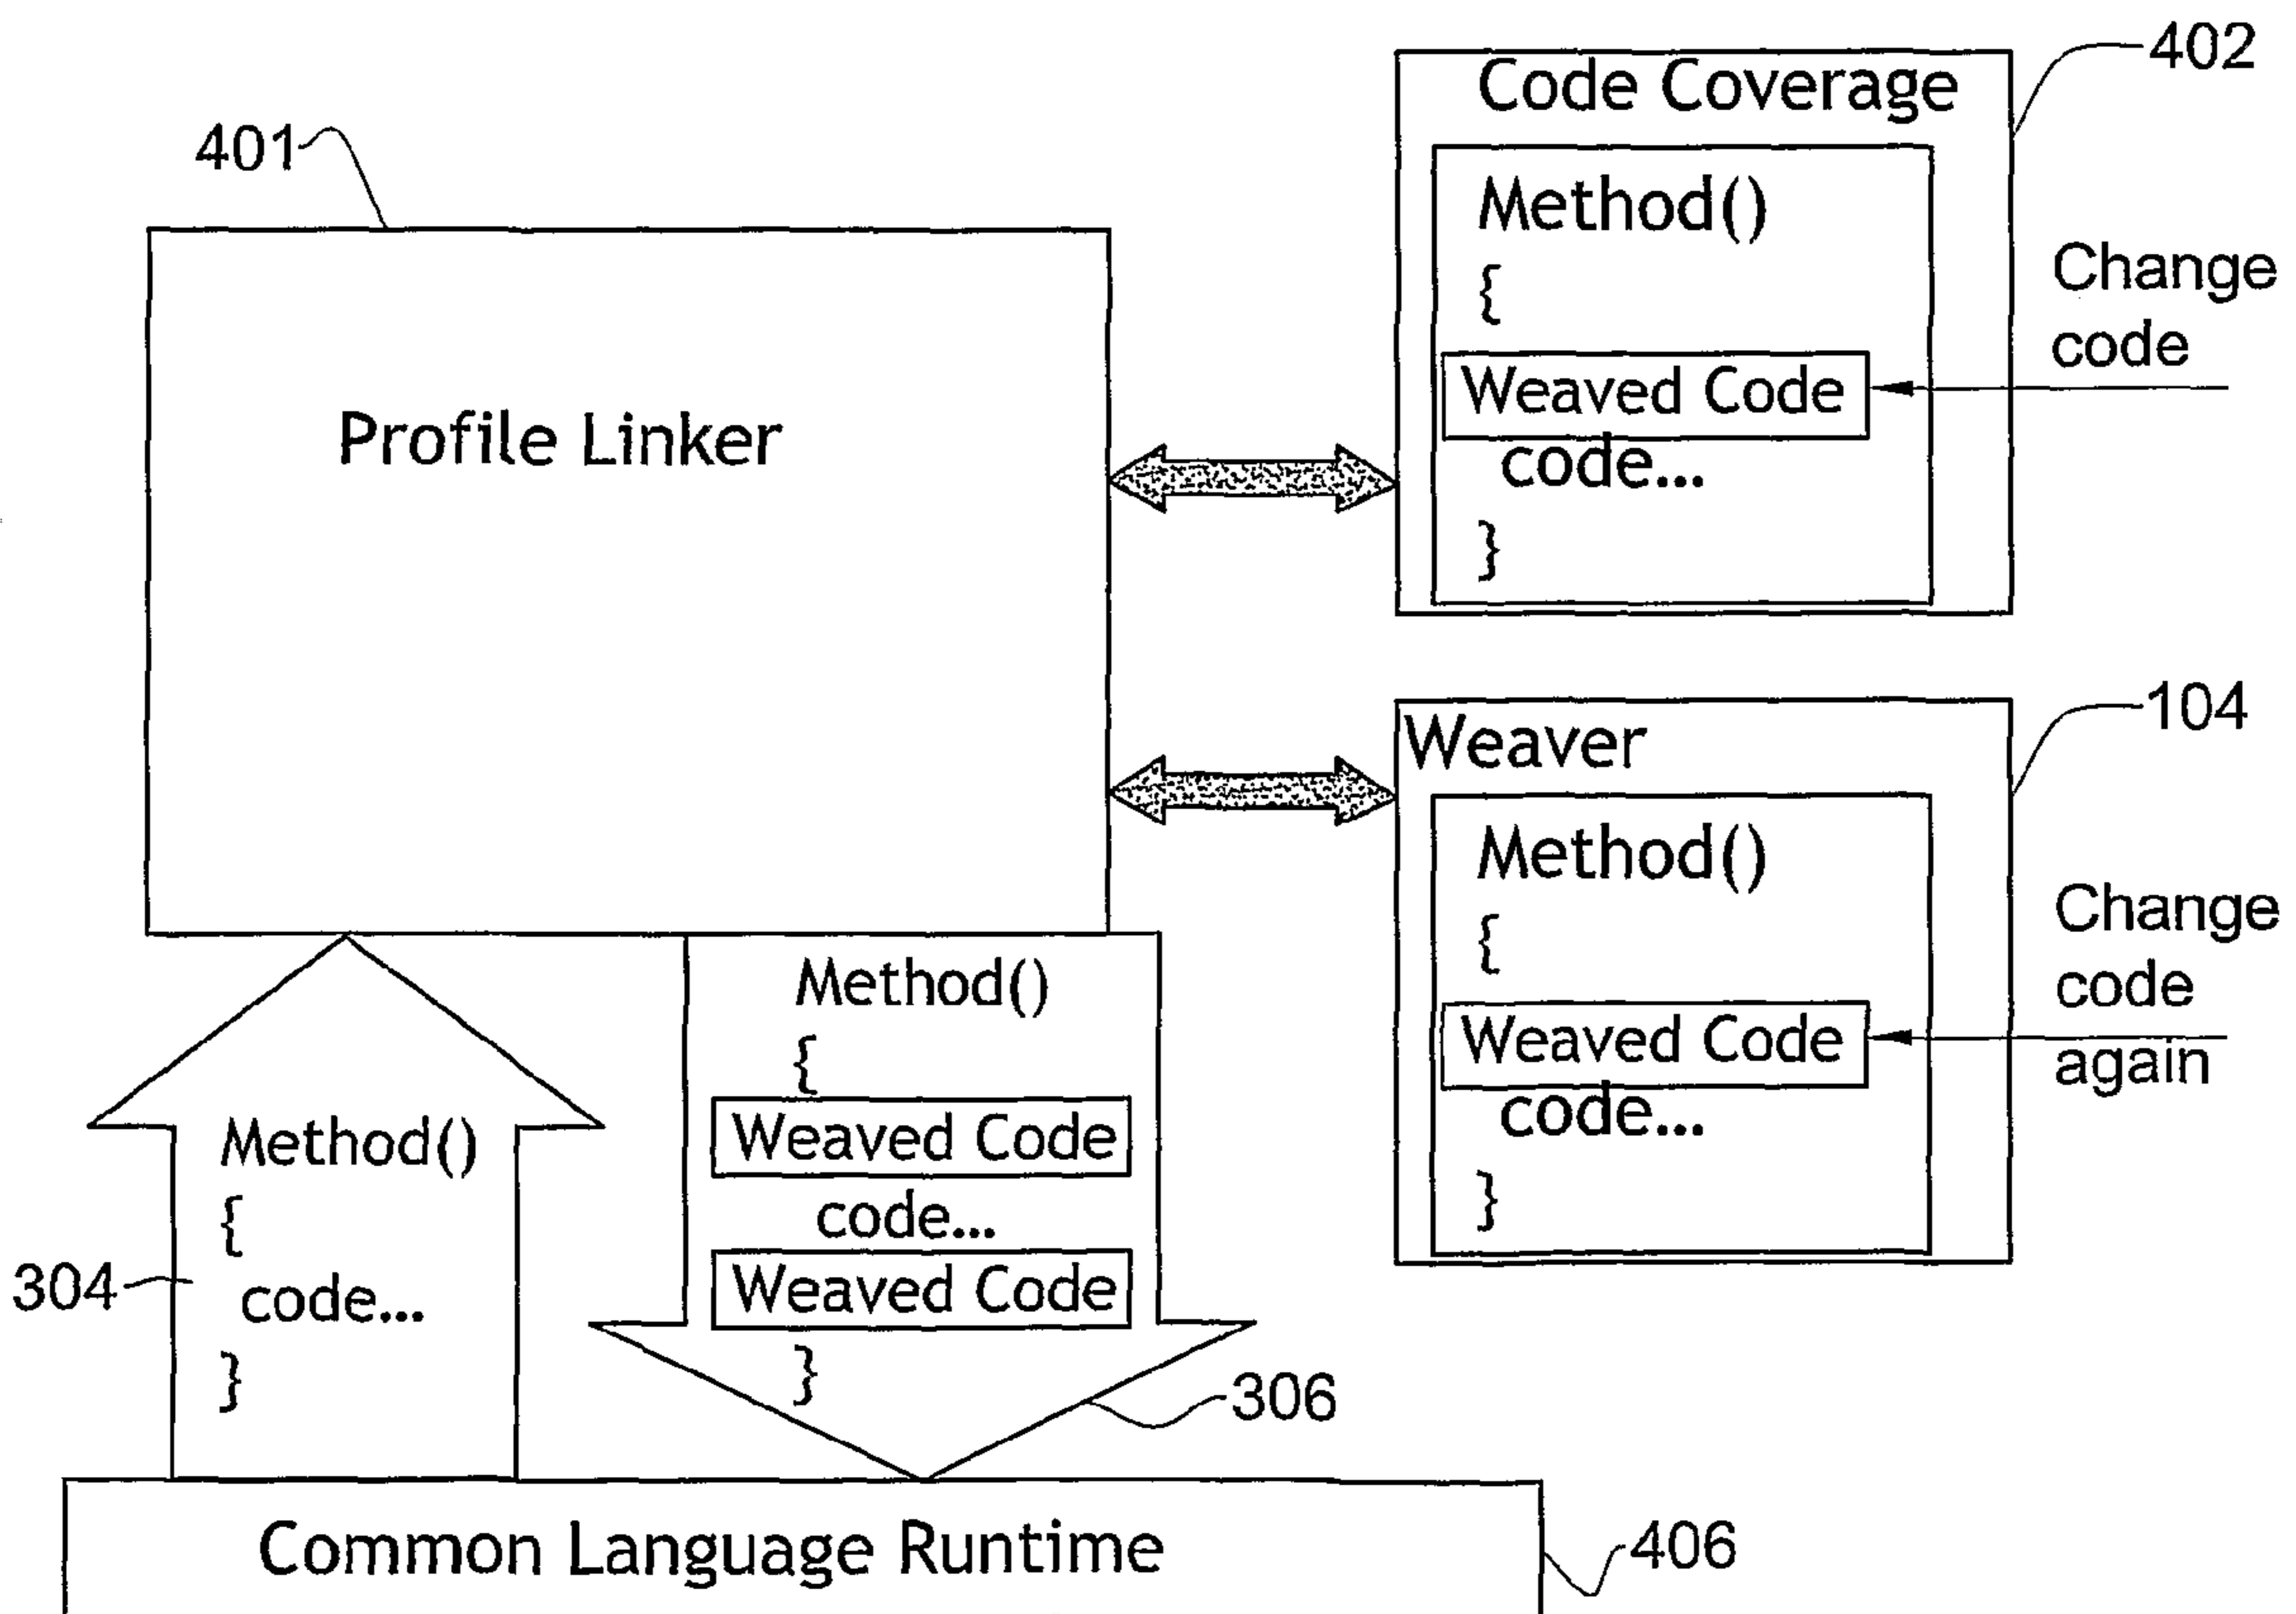 402
Code Coverage
401
Method()
{
Change
code
Weaved Code
code...
}
Profile Linker
104
Weaver
Method()
{
Change
code
again
Weaved Code
code...
}
Method()
{
Weaved Code
code...
Weaved Code
}
306
Method()
{
304
code...
}
Common Language Runtime
406